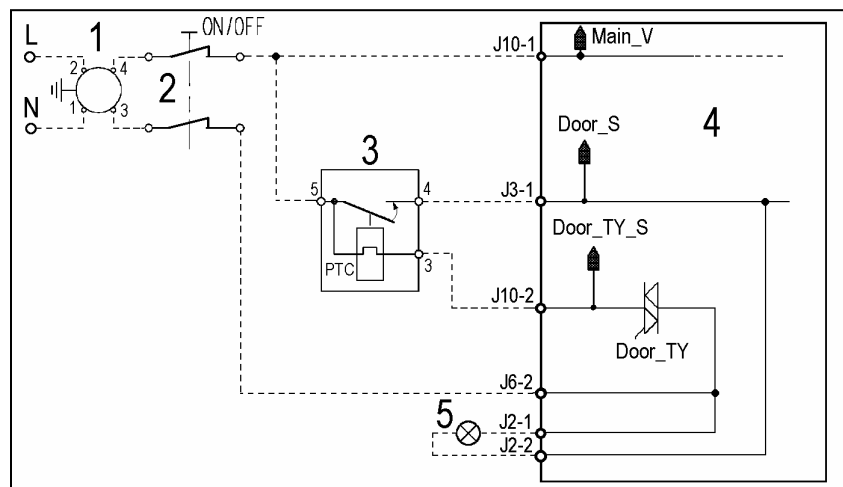 L
1
ON/OFF
J10-1
Main_V
2
4
2
N
1
3
Door_S
4
3
5
4
J3-1
Door_TY_S
PTC
3
J10-2
Door_TY
J6-2
5
J2-1
J2-2